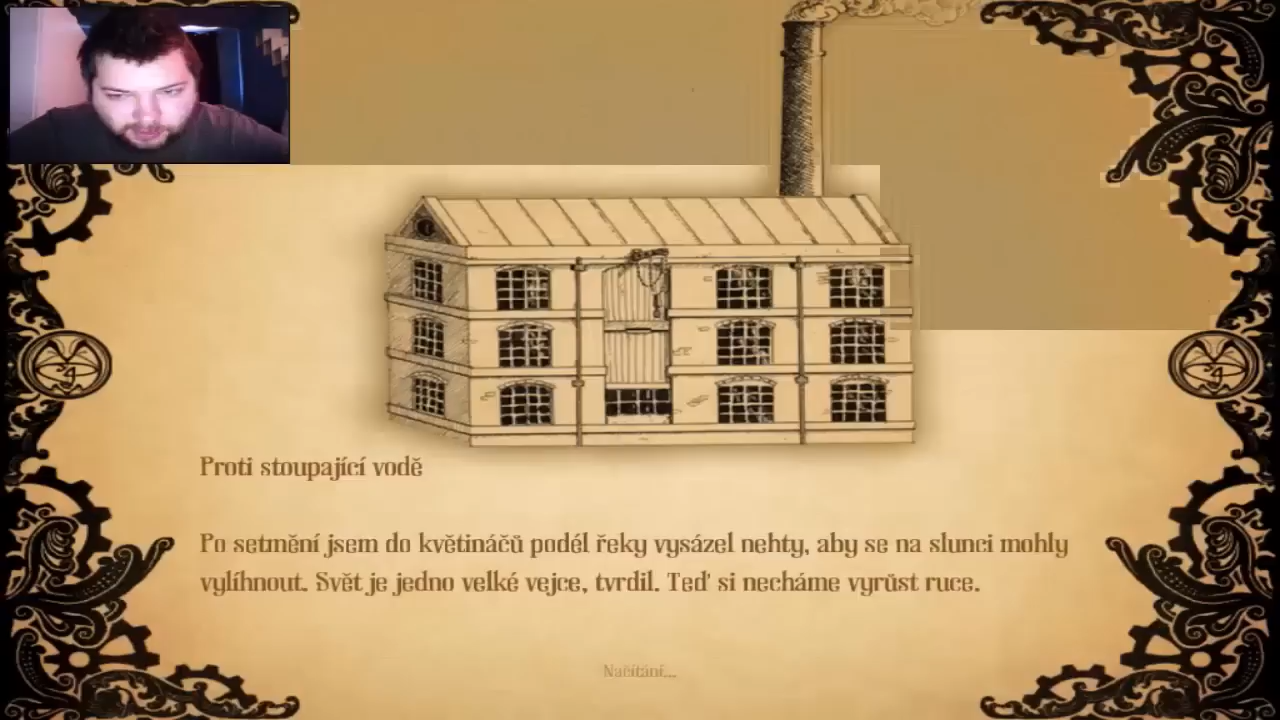 Proti stoupající vodě
Po setmění jsem do květináčů podél řeky vysázel nehty, aby se na slunci mohly
vylíhnout. Svět je jedno velké vejce, tvrdil. Teď si necháme vyrůst ruce.
Načítání...